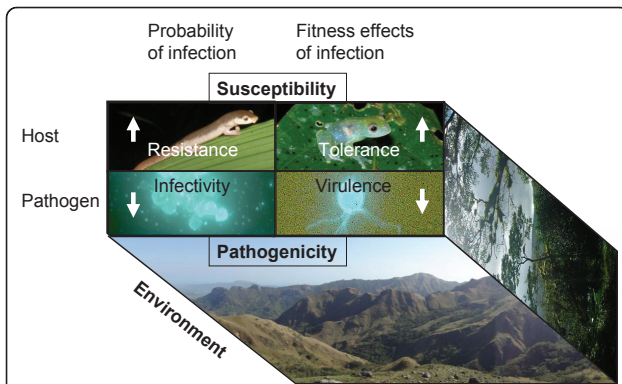 Probability
of infection
Fitness effects
of infection
Susceptibility
Host
Resistance
Tolerance
Pathogen
Infectivity
Virulence
Pathogenicity
Environment